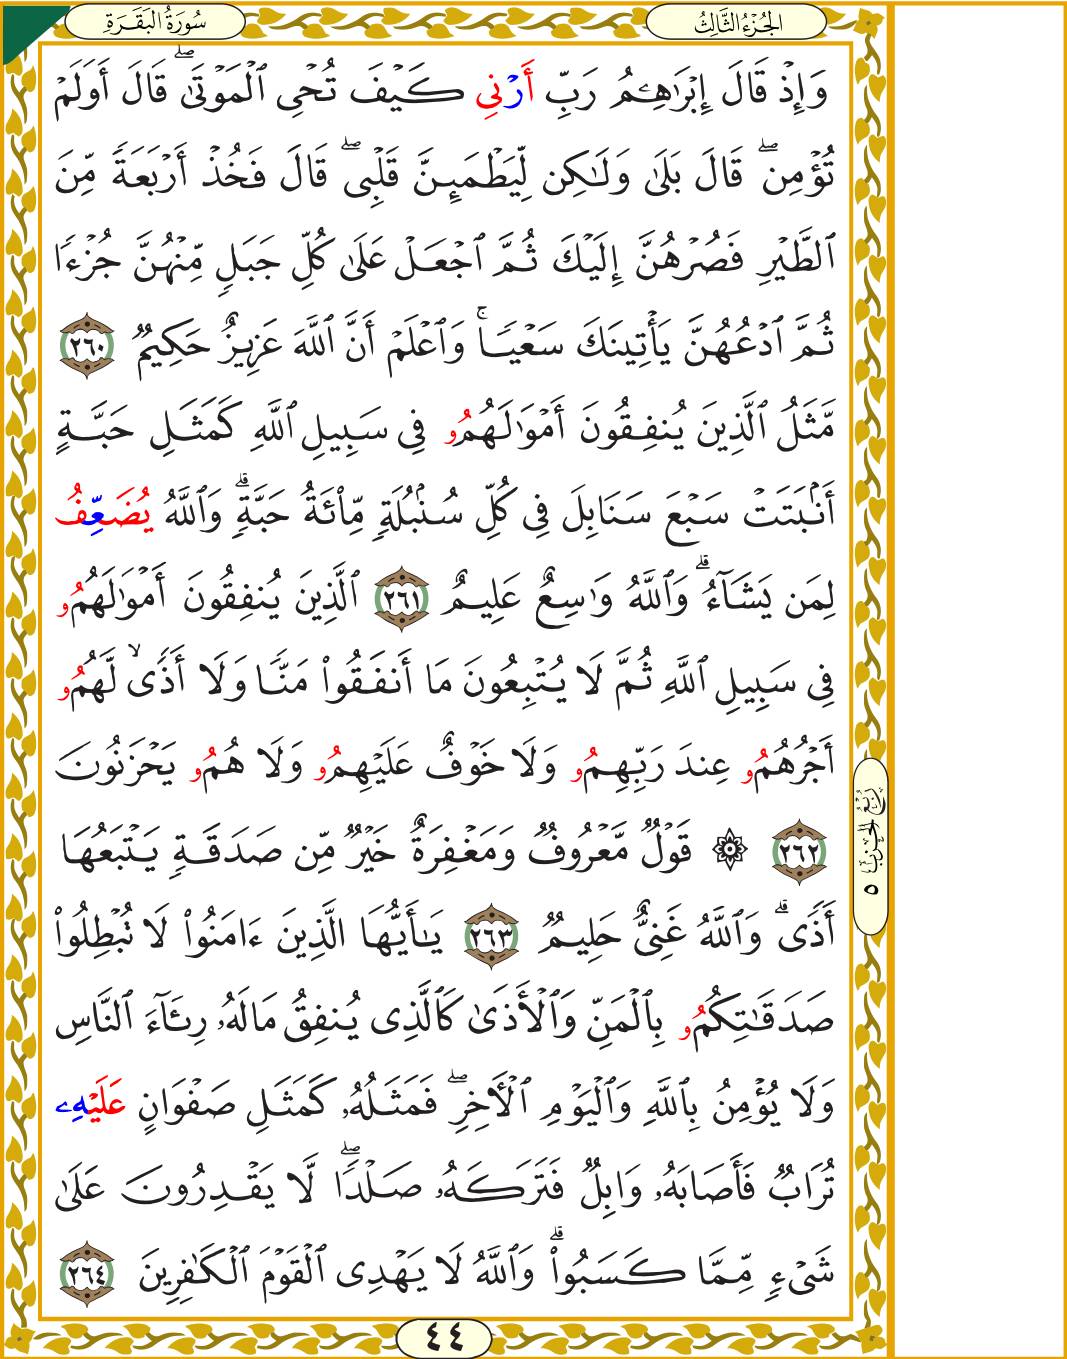 سُورَةُ البَقَرَةِ
الجُزْءُ الثَّالِثُ
وَإِذْ قَالَ إِبْرَٰهِـۧمُ رَبِّ أَرْنِي كَيْفَ تُحْيِ الْمَوْتَىٰۖ قَالَ أَوَلَمْ
تُؤْمِنۖ قَالَ بَلَىٰ وَلَٰكِن لِّيَطْمَئِنَّ قَلْبِيۖ قَالَ فَخُذْ أَرْبَعَةً مِّنَ
ٱلطَّيْرِ فَصُرْهُنَّ إِلَيْكَ ثُمَّ ٱجْعَلْ عَلَىٰ كُلِّ جَبَلٍ مِّنْهُنَّ جُزْءًا
ثُمَّ ٱدْعُهُنَّ يَأْتِينَكَ سَعْيًاۚ وَٱعْلَمْ أَنَّ ٱللَّهَ عَزِيزٌ حَكِيمٌ ٢٦٠
مَّثَلُ ٱلَّذِينَ يُنفِقُونَ أَمْوَٰلَهُمُۥ فِي سَبِيلِ ٱللَّهِ كَمَثَلِ حَبَّةٍ
أَنۢبَتَتْ سَبْعَ سَنَابِلَ فِي كُلِّ سُنۢبُلَةٍ مِّاْئَةُ حَبَّةٍۗ وَٱللَّهُ يُضَعِّفُ
لِمَن يَشَآءُۗ وَٱللَّهُ وَٰسِعٌ عَلِيمٌ ٢٦١ ٱلَّذِينَ يُنفِقُونَ أَمْوَٰلَهُمُۥ
فِي سَبِيلِ ٱللَّهِ ثُمَّ لَا يُتْبِعُونَ مَا أَنفَقُواْ مَنًّا وَلَا أَذًىۙ لَّهُمُۥ
أَجْرُهُمُۥ عِندَ رَبِّهِمُۥ وَلَا خَوْفٌ عَلَيْهِمُۥ وَلَا هُمُۥ يَحْزَنُونَ
٢٦٢ ۞ قَوْلٌ مَّعْرُوفٌ وَمَغْفِرَةٌ خَيْرٌ مِّن صَدَقَةٍ يَتْبَعُهَا
أَذًىۗ وَٱللَّهُ غَنِيٌّ حَلِيمٌ ٢٦٣ يَٰأَيُّهَا ٱلَّذِينَ ءَامَنُواْ لَا تُبْطِلُواْ
صَدَقَٰتِكُمُۥ بِٱلْمَنِّ وَٱلْأَذَىٰ كَٱلَّذِي يُنفِقُ مَالَهُۥ رِئَآءَ ٱلنَّاسِ
وَلَا يُؤْمِنُ بِٱللَّهِ وَٱلْيَوْمِ ٱلْأَخِرِۖ فَمَثَلُهُۥ كَمَثَلِ صَفْوَانٍ عَلَيْهِۦ
تُرَابٌ فَأَصَابَهُۥ وَابِلٌ فَتَرَكَهُۥ صَلْدًاۖ لَّا يَقْدِرُونَ عَلَىٰ
شَيْءٍ مِّمَّا كَسَبُواْۗ وَٱللَّهُ لَا يَهْدِي ٱلْقَوْمَ ٱلْكَٰفِرِينَ ٢٦٤
رُبْعُ الحِزْبِ ٥
٤٤